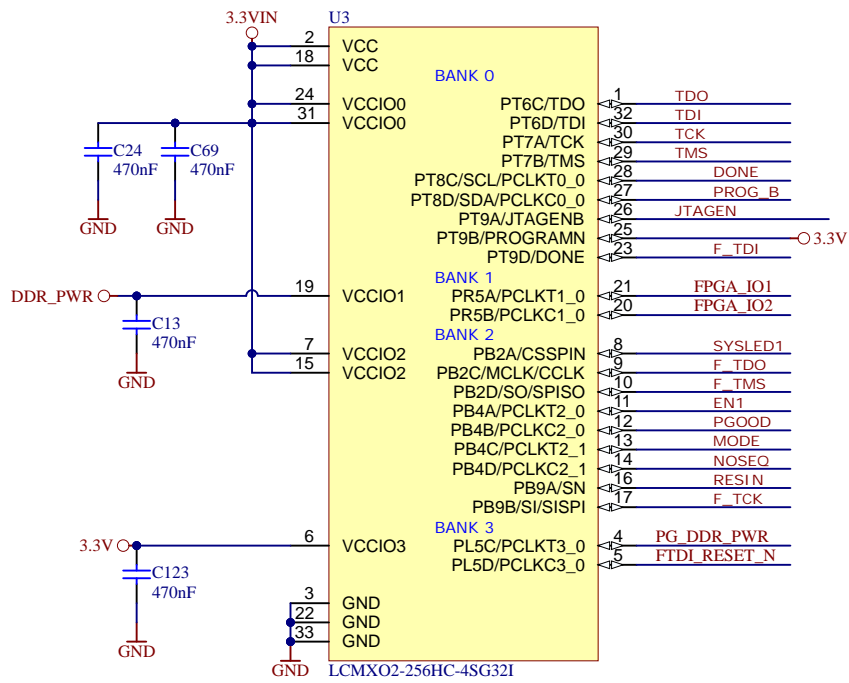 3.3VIN
U3
2 VCC
18 VCC
BANK 0
24 VCCIO0
31 VCCIO0
PT6C/TDO 1 TDO
PT6D/TDI 32 TDI
PT7A/TCK 30 TCK
PT7B/TMS 29 TMS
PT8C/SCL/PCLKT0_0 28 DONE
PT8D/SDA/PCLKC0_0 27 PROG_B
PT9A/JTAGENB 26 JTAGEN
PT9B/PROGRAMN 25 3.3V
PT9D/DONE 23 F_TDI
C24
470nF
C69
470nF
GND
GND
BANK 1
DDR_PWR 19 VCCIO1
PR5A/PCLKT1_0 21 FPGA_IO1
PR5B/PCLKC1_0 20 FPGA_IO2
C13
470nF
GND
BANK 2
7 VCCIO2
15 VCCIO2
PB2A/CSSPIN 8 SYSLED1
PB2C/MCLK/CCLK 9 F_TDO
PB2D/SO/SPISO 10 F_TMS
PB4A/PCLKT2_0 11 EN1
PB4B/PCLKC2_0 12 PGOOD
PB4C/PCLKT2_1 13 MODE
PB4D/PCLKC2_1 14 NOSEQ
PB9A/SN 16 RESIN
PB9B/SI/SISPI 17 F_TCK
BANK 3
3.3V 6 VCCIO3
PL5C/PCLKT3_0 4 PG_DDR_PWR
PL5D/PCLKC3_0 5 FTDI_RESET_N
C123
470nF
GND
3 GND
22 GND
33 GND
GND
LCMXO2-256HC-4SG32I